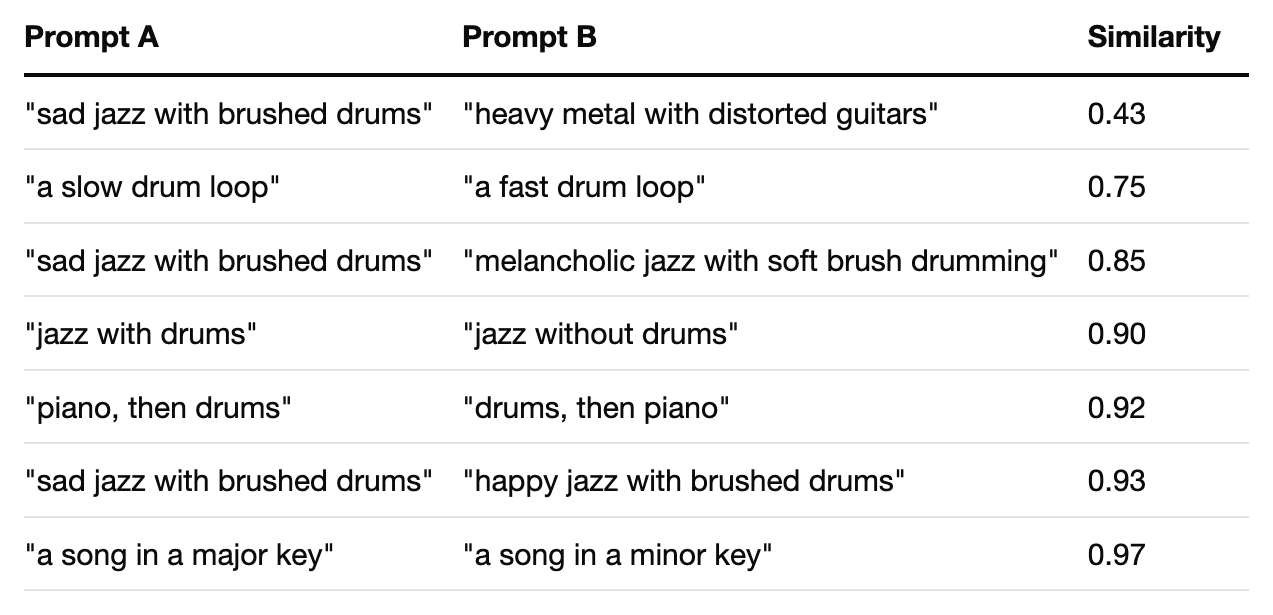 Prompt A Prompt B Similarity
"sad jazz with brushed drums" "heavy metal with distorted guitars" 0.43
"a slow drum loop" "a fast drum loop" 0.75
"sad jazz with brushed drums" "melancholic jazz with soft brush drumming" 0.85
"jazz with drums" "jazz without drums" 0.90
"piano, then drums" "drums, then piano" 0.92
"sad jazz with brushed drums" "happy jazz with brushed drums" 0.93
"a song in a major key" "a song in a minor key" 0.97